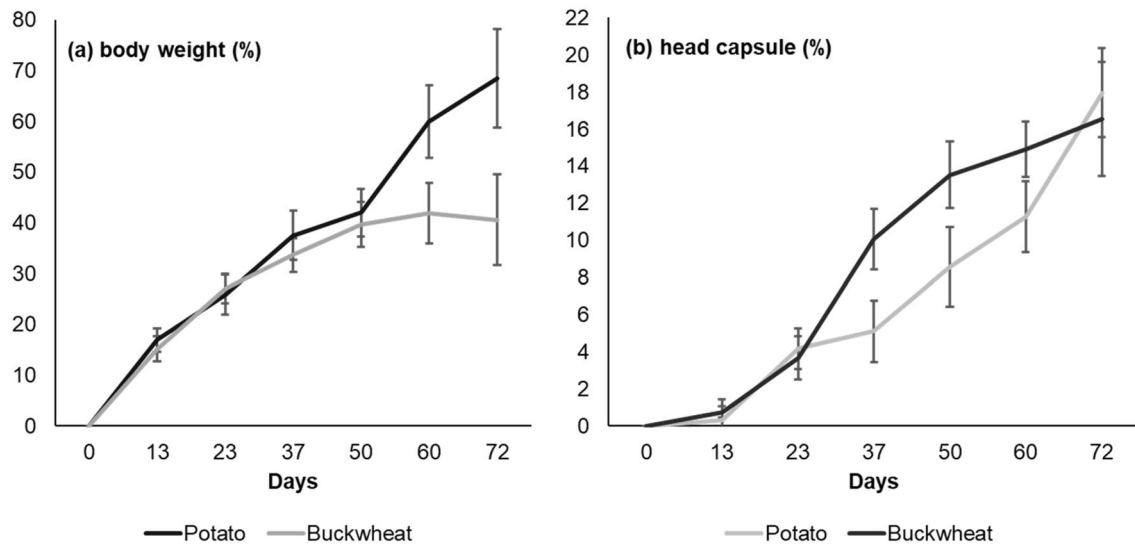 (a) body weight (%)
80
70
60
50
40
30
20
10
0
0 13 23 37 50 60 72
Days
Potato Buckwheat
(b) head capsule (%)
22
20
18
16
14
12
10
8
6
4
2
0
0 13 23 37 50 60 72
Days
Potato Buckwheat